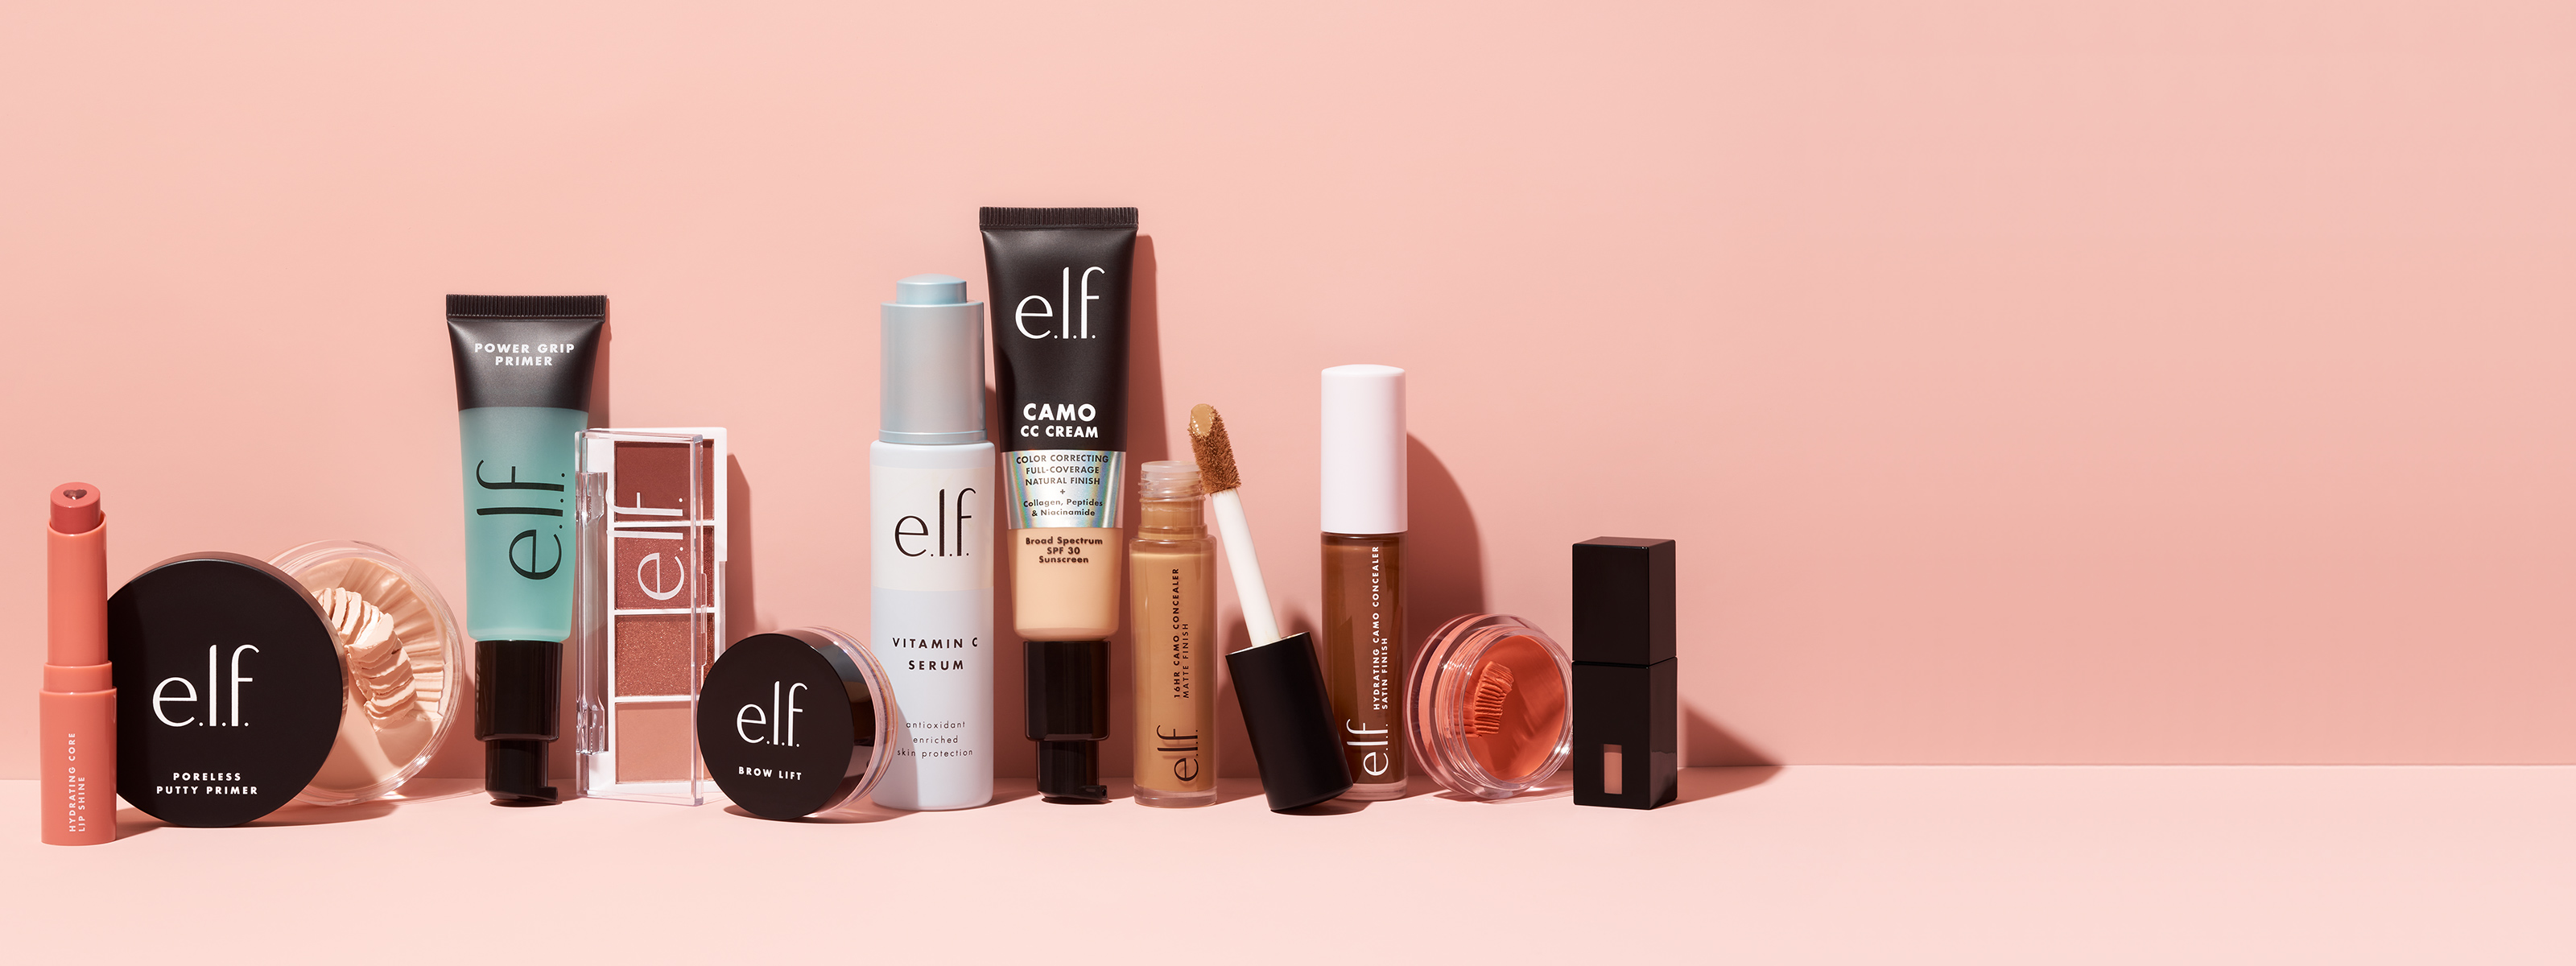 HYDRATING CORE
LIP SHINE
e.l.f.
PORELESS
PUTTY PRIMER
POWER GRIP
PRIMER
e.l.f.
e.l.f.
e.l.f.
BROW LIFT
e.l.f.
VITAMIN C
SERUM
antioxidant
enriched
skin protection
e.l.f.
CAMO
CC CREAM
COLOR CORRECTING
FULL-COVERAGE
NATURAL FINISH
+
Collagen, Peptides
& Niacinamide
Broad Spectrum
SPF 30
Sunscreen
16HR CAMO CONCEALER
MATTE FINISH
e.l.f.
HYDRATING CAMO CONCEALER
SATIN FINISH
e.l.f.